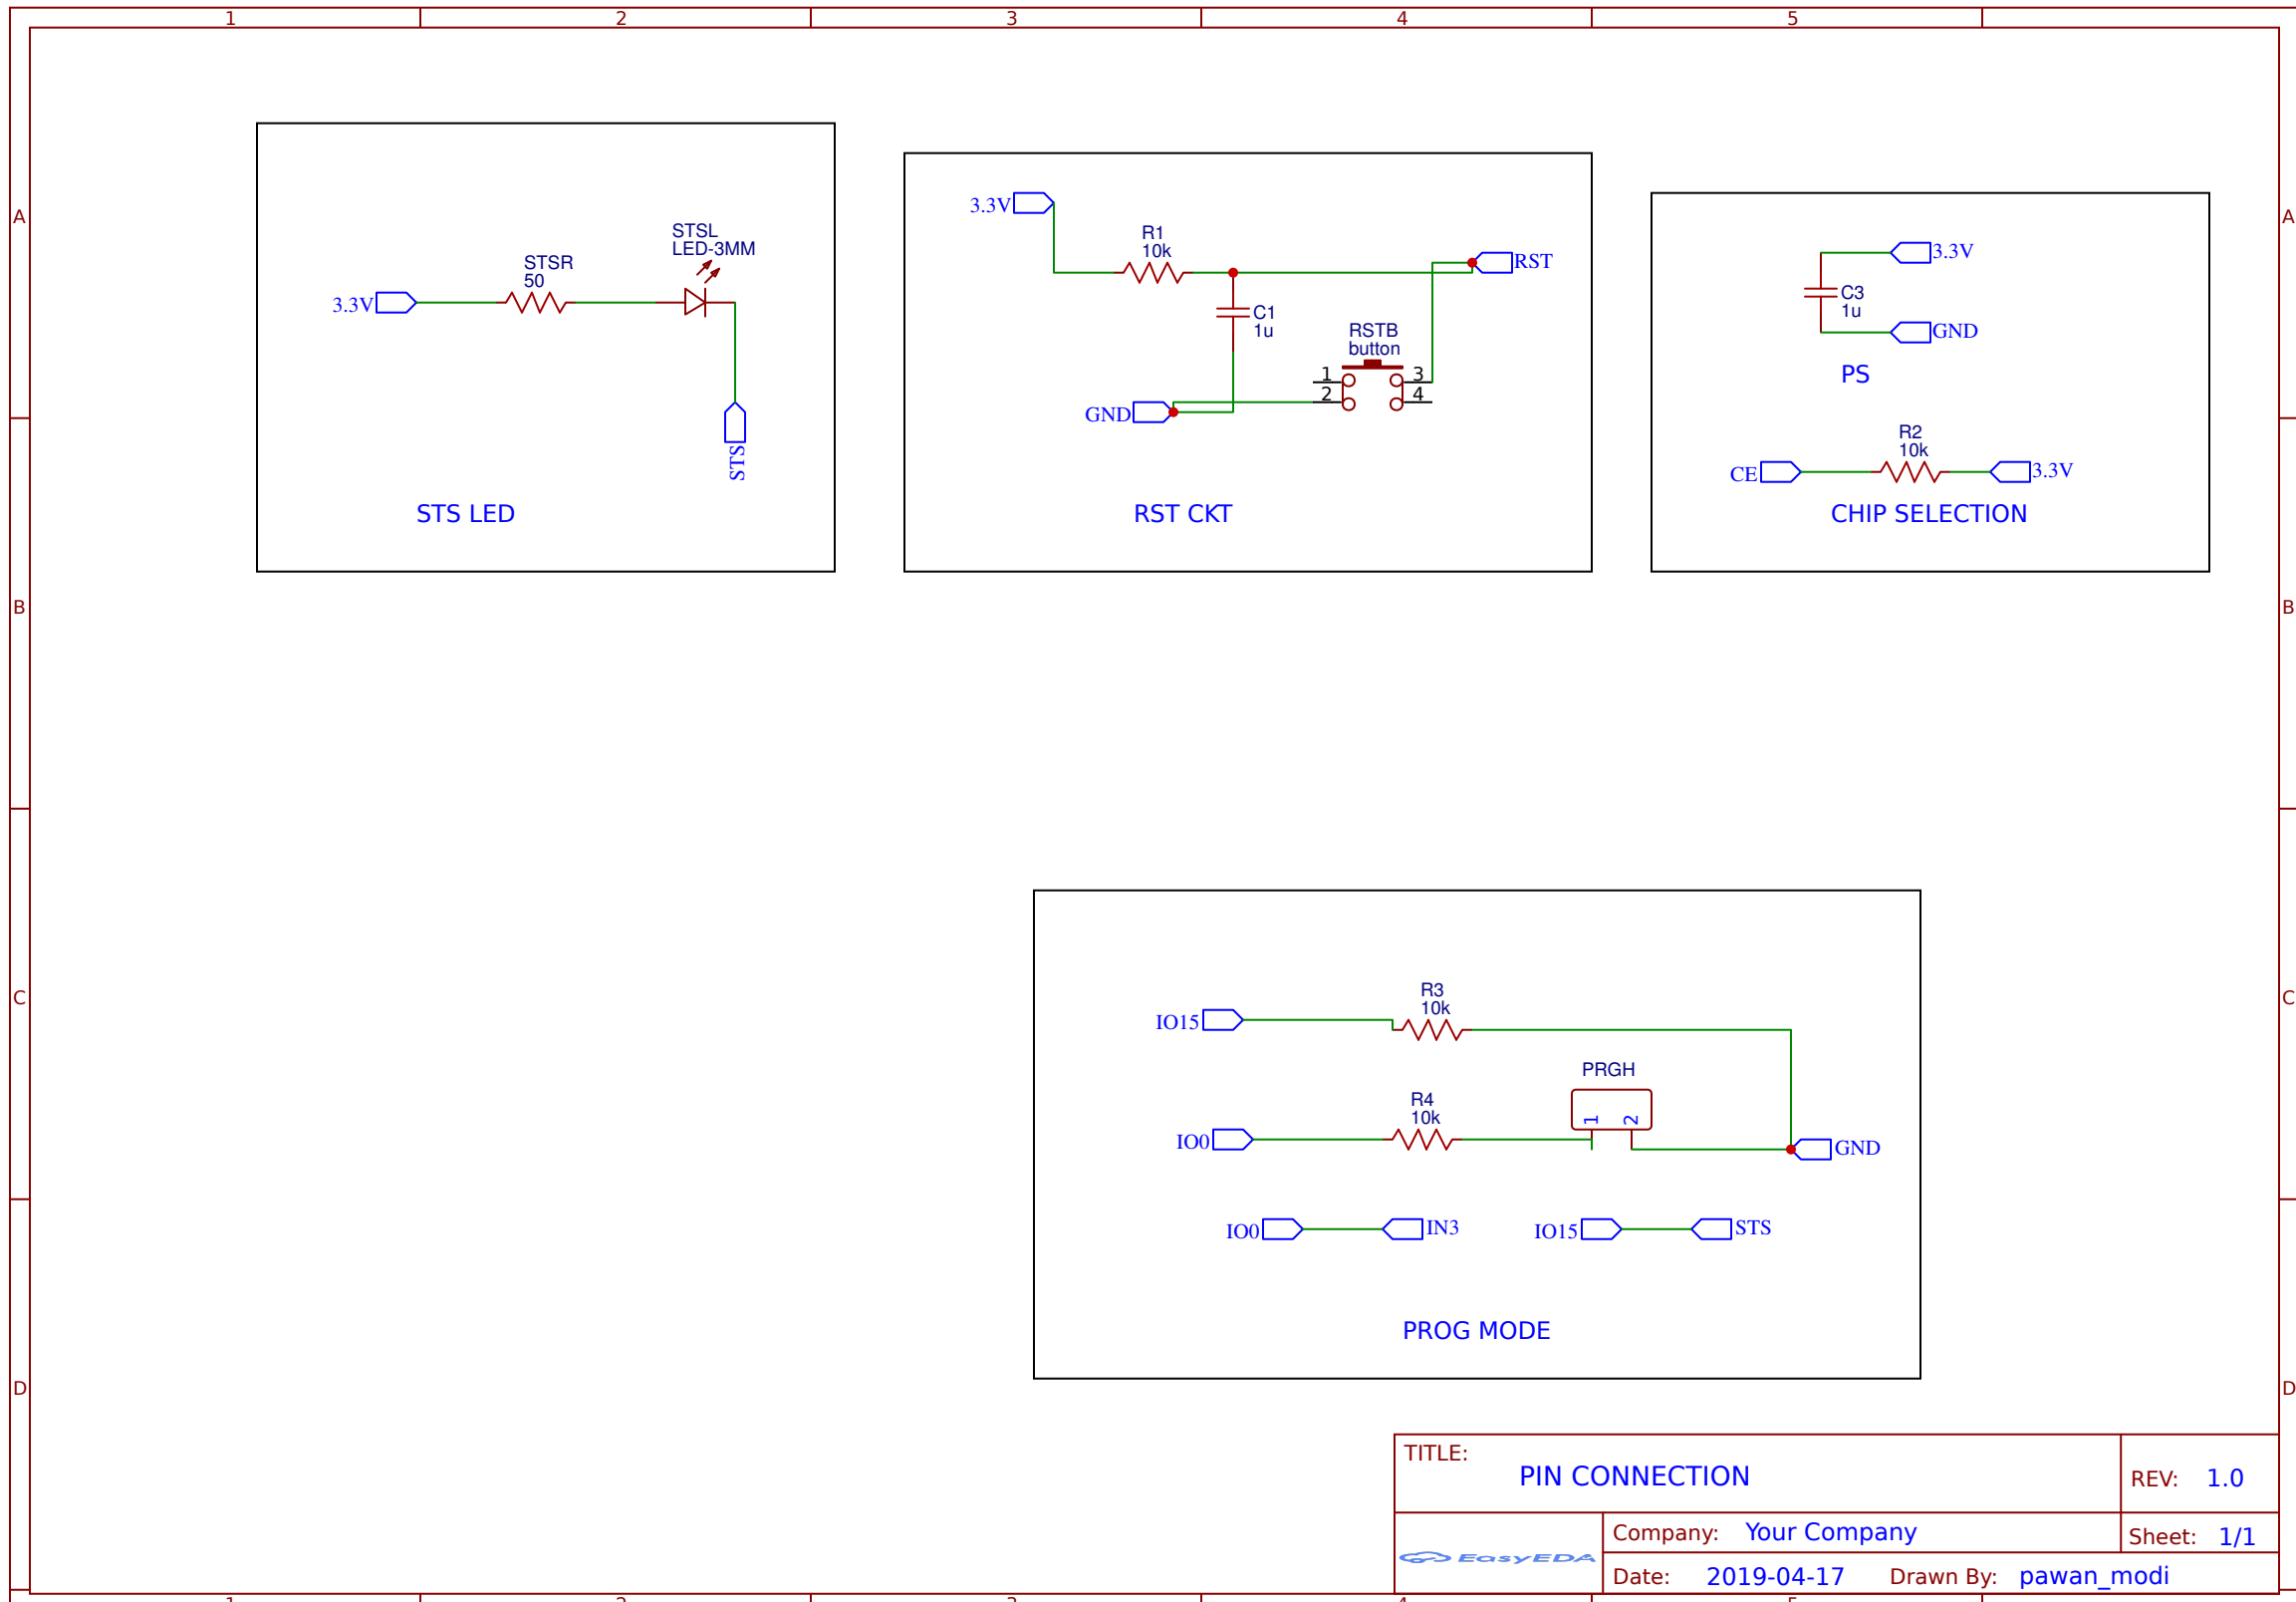 1 2 3 4 5
A
A
B
B
C
C
D
D
3.3V
STSR
50
STSL
LED-3MM
STS
STS LED
3.3V
R1
10k
RST
C1
1u
RSTB
button
1
2
3
4
GND
RST CKT
3.3V
C3
1u
GND
PS
R2
10k
CE
3.3V
CHIP SELECTION
IO15
R3
10k
PRGH
1
2
IO0
R4
10k
GND
IO0
IN3
IO15
STS
PROG MODE
TITLE:
PIN CONNECTION
REV: 1.0
EasyEDA
Company: Your Company
Sheet: 1/1
Date: 2019-04-17
Drawn By: pawan_modi
1 2 3 4 5